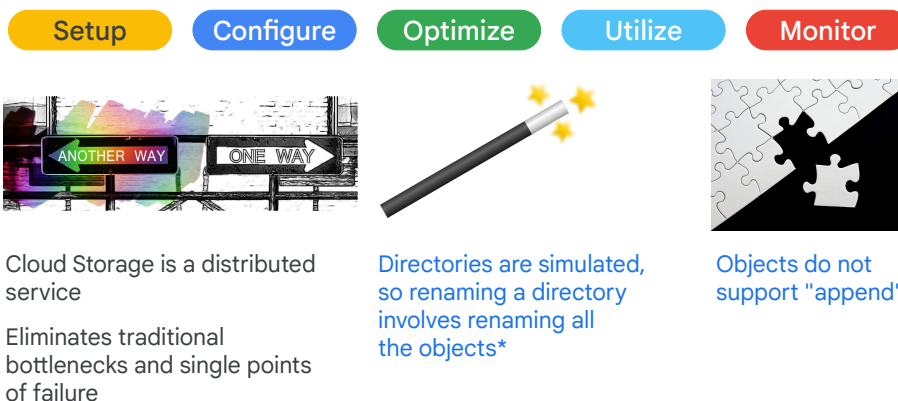 Setup
Configure
Optimize
Utilize
Monitor
ANOTHER WAY
ONE WAY
Cloud Storage is a distributed
service
Eliminates traditional
bottlenecks and single points
of failure
Directories are simulated,
so renaming a directory
involves renaming all
the objects*
Objects do not
support "append"